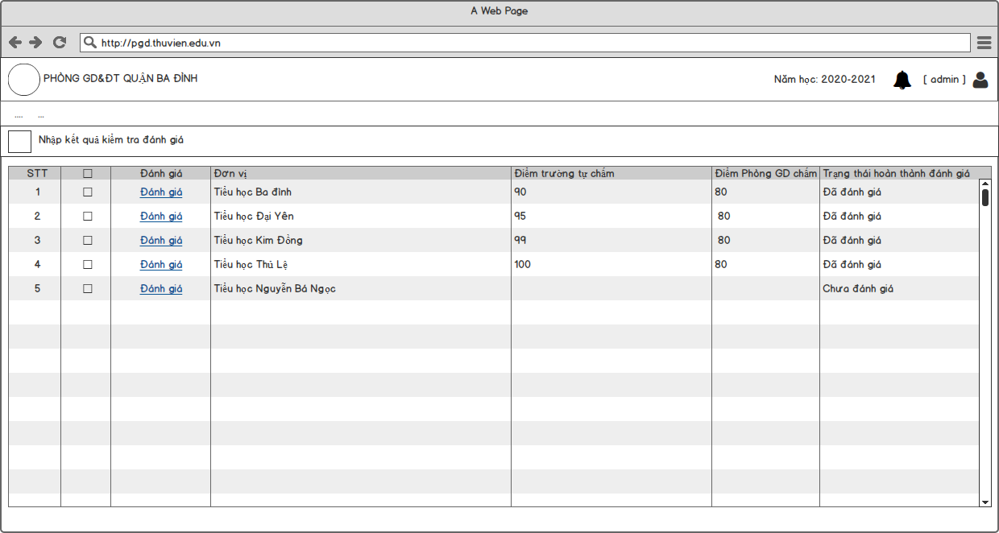 A Web Page
http://pgd.thuvien.edu.vn
PHÒNG GD&ĐT QUẬN BA ĐÌNH Năm học: 2020-2021 [ admin ]
.... ...
Nhập kết quả kiểm tra đánh giá
STT Đánh giá Đơn vị Điểm trường tự chấm Điểm Phòng GD chấm Trạng thái hoàn thành đánh giá
1 Đánh giá Tiểu học Ba đình 90 80 Đã đánh giá
2 Đánh giá Tiểu học Đại Yên 95 80 Đã đánh giá
3 Đánh giá Tiểu học Kim Đồng 99 80 Đã đánh giá
4 Đánh giá Tiểu học Thủ Lệ 100 80 Đã đánh giá
5 Đánh giá Tiểu học Nguyễn Bá Ngọc Chưa đánh giá